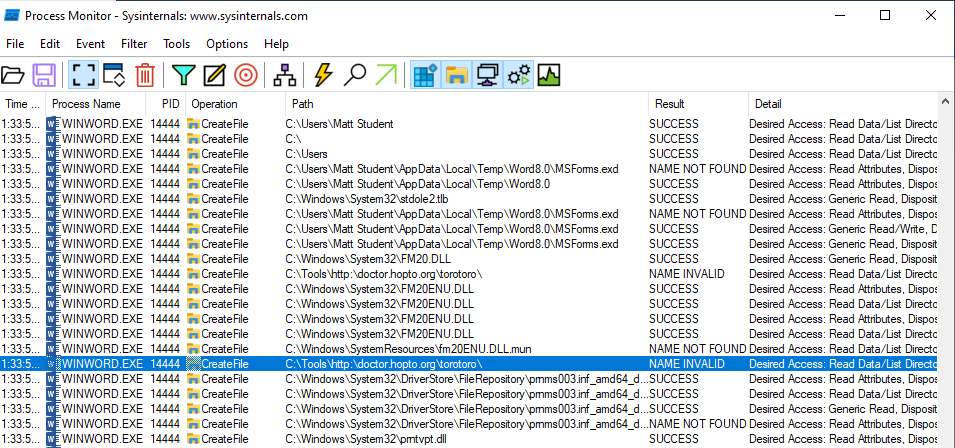 Process Monitor - Sysinternals: www.sysinternals.com
File Edit Event Filter Tools Options Help
Time ... Process Name PID Operation Path Result Detail
1:33:5... WINWORD.EXE 14444 CreateFile C:\Users\Matt Student SUCCESS Desired Access: Read Data/List Directo
1:33:5... WINWORD.EXE 14444 CreateFile C:\ SUCCESS Desired Access: Read Data/List Directo
1:33:5... WINWORD.EXE 14444 CreateFile C:\Users SUCCESS Desired Access: Read Data/List Directo
1:33:5... WINWORD.EXE 14444 CreateFile C:\Users\Matt Student\AppData\Local\Temp\Word8.0\MSForms.exd NAME NOT FOUND Desired Access: Read Attributes, Dispos
1:33:5... WINWORD.EXE 14444 CreateFile C:\Users\Matt Student\AppData\Local\Temp\Word8.0 SUCCESS Desired Access: Read Attributes, Dispos
1:33:5... WINWORD.EXE 14444 CreateFile C:\Windows\System32\stdole2.tlb SUCCESS Desired Access: Generic Read, Dispositi
1:33:5... WINWORD.EXE 14444 CreateFile C:\Users\Matt Student\AppData\Local\Temp\Word8.0\MSForms.exd NAME NOT FOUND Desired Access: Read Attributes, Dispos
1:33:5... WINWORD.EXE 14444 CreateFile C:\Users\Matt Student\AppData\Local\Temp\Word8.0\MSForms.exd SUCCESS Desired Access: Generic Read/Write, D
1:33:5... WINWORD.EXE 14444 CreateFile C:\Users\Matt Student\AppData\Local\Temp\Word8.0\MSForms.exd SUCCESS Desired Access: Generic Read, Dispositi
1:33:5... WINWORD.EXE 14444 CreateFile C:\Windows\System32\FM20.DLL SUCCESS Desired Access: Read Attributes, Dispos
1:33:5... WINWORD.EXE 14444 CreateFile C:\Tools\http:\doctor.hopto.org\torotoro\ NAME INVALID Desired Access: Read Data/List Directo
1:33:5... WINWORD.EXE 14444 CreateFile C:\Windows\System32\FM20ENU.DLL SUCCESS Desired Access: Read Attributes, Dispos
1:33:5... WINWORD.EXE 14444 CreateFile C:\Windows\System32\FM20ENU.DLL SUCCESS Desired Access: Read Attributes, Dispos
1:33:5... WINWORD.EXE 14444 CreateFile C:\Windows\System32\FM20ENU.DLL SUCCESS Desired Access: Read Data/List Directo
1:33:5... WINWORD.EXE 14444 CreateFile C:\Windows\System32\FM20ENU.DLL SUCCESS Desired Access: Read Data/List Directo
1:33:5... WINWORD.EXE 14444 CreateFile C:\Windows\SystemResources\fm20ENU.DLL.mun NAME NOT FOUND Desired Access: Read Attributes, Dispos
1:33:5... WINWORD.EXE 14444 CreateFile C:\Tools\http:\doctor.hopto.org\torotoro\ NAME INVALID Desired Access: Read Data/List Directo
1:33:5... WINWORD.EXE 14444 CreateFile C:\Windows\System32\DriverStore\FileRepository\prnms003.inf_amd64_d... SUCCESS Desired Access: Read Attributes, Dispos
1:33:5... WINWORD.EXE 14444 CreateFile C:\Windows\System32\DriverStore\FileRepository\prnms003.inf_amd64_d... SUCCESS Desired Access: Read Data/List Directo
1:33:5... WINWORD.EXE 14444 CreateFile C:\Windows\System32\DriverStore\FileRepository\prnms003.inf_amd64_d... SUCCESS Desired Access: Generic Read, Dispositi
1:33:5... WINWORD.EXE 14444 CreateFile C:\Windows\System32\DriverStore\FileRepository\prnms003.inf_amd64_d... NAME NOT FOUND Desired Access: Read Attributes, Dispos
1:33:5... WINWORD.EXE 14444 CreateFile C:\Windows\System32\prntvpt.dll SUCCESS Desired Access: Read Attributes, Dispos